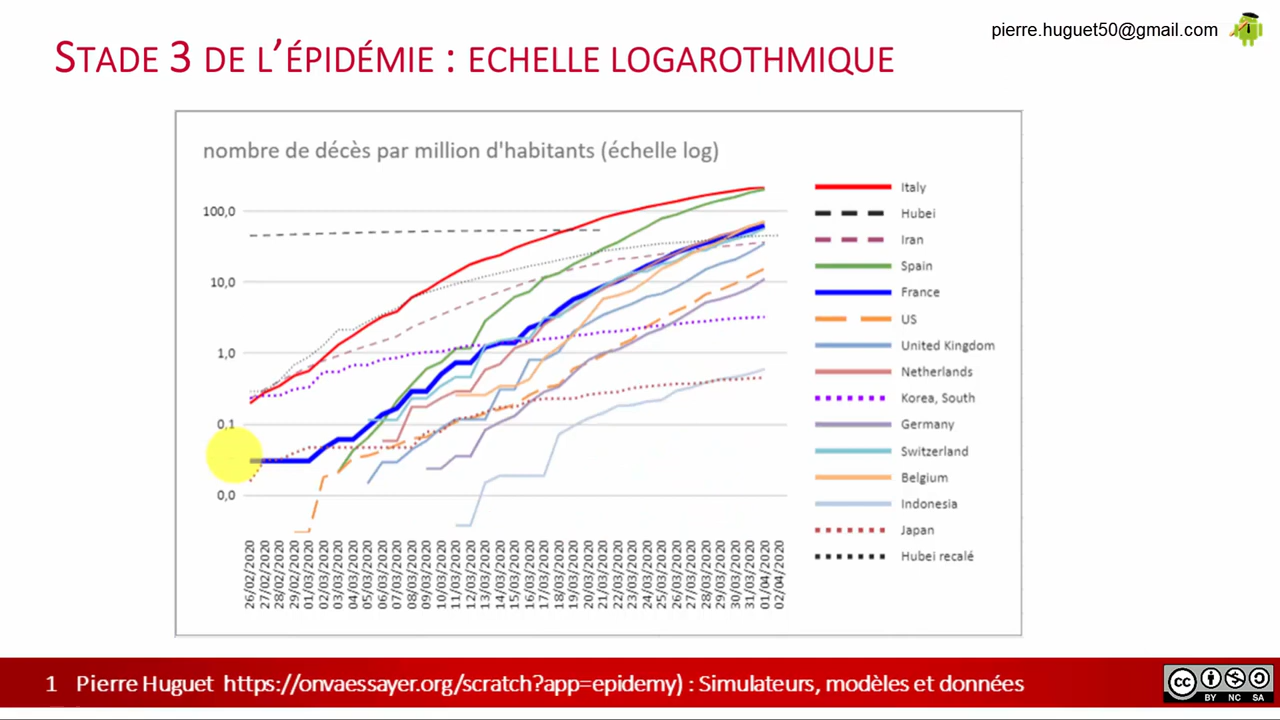 pierre.huguet50@gmail.com
STADE 3 DE L'ÉPIDÉMIE : ECHELLE LOGAROTHMIQUE
nombre de décès par million d'habitants (échelle log)
100,0
10,0
1,0
0,1
0,0
26/02/2020
27/02/2020
28/02/2020
29/02/2020
01/03/2020
02/03/2020
03/03/2020
04/03/2020
05/03/2020
06/03/2020
07/03/2020
08/03/2020
09/03/2020
10/03/2020
11/03/2020
12/03/2020
13/03/2020
14/03/2020
15/03/2020
16/03/2020
17/03/2020
18/03/2020
19/03/2020
20/03/2020
21/03/2020
22/03/2020
23/03/2020
24/03/2020
25/03/2020
26/03/2020
27/03/2020
28/03/2020
29/03/2020
30/03/2020
31/03/2020
01/04/2020
02/04/2020
Italy
Hubei
Iran
Spain
France
US
United Kingdom
Netherlands
Korea, South
Germany
Switzerland
Belgium
Indonesia
Japan
Hubei recalé
1 Pierre Huguet https://onvaessayer.org/scratch?app=epidemy) : Simulateurs, modèles et données
cc
BY NC SA